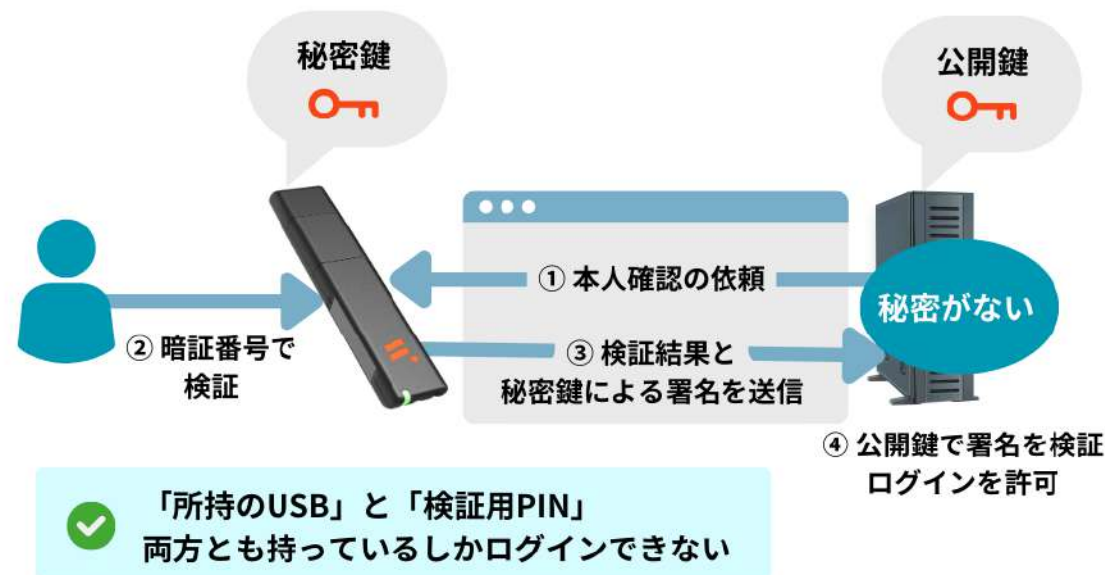 秘密鍵
公開鍵
① 本人確認の依頼
秘密がない
② 暗証番号で
検証
③ 検証結果と
秘密鍵による署名を送信
④ 公開鍵で署名を検証
ログインを許可
「所持のUSB」と「検証用PIN」
両方とも持っているしかログインできない